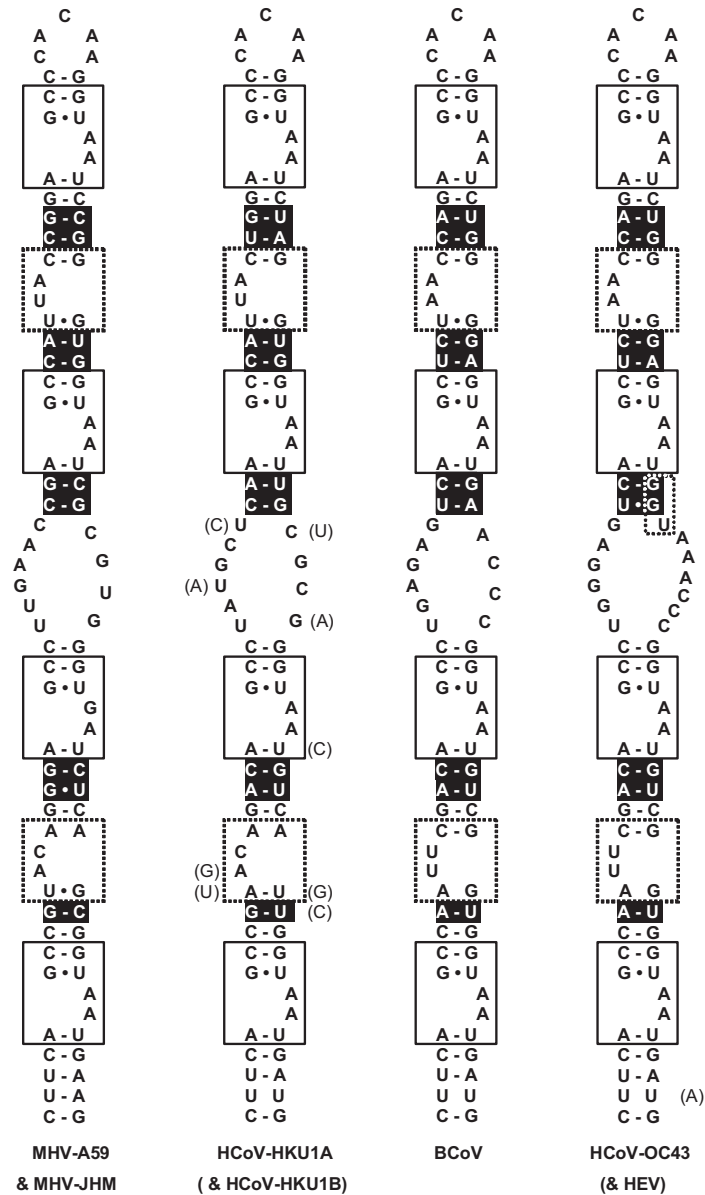 C C C C
A A A A A A A A
C A C A C A C A
C - G C - G C - G C - G
C - G C - G C - G C - G
G • U G • U G • U G • U
A A A A
A A A A
A - U A - U A - U A - U
G - C G - C G - C G - C
G - C G - U A - U A - U
C - G U - A C - G C - G
C - G C - G C - G C - G
A A A A
U U A A
U • G U • G U • G U • G
A - U A - U C - G C - G
C - G C - G U - A U - A
C - G C - G C - G C - G
G • U G • U G • U G • U
A A A A
A A A A
A - U A - U A - U A - U
G - C A - U C - G C - G
C - G C - G U - A U • G
C C (C) U C (U) G A G U
A G C G A C A A
A U G C G C G A
G G (A) U G A C G A
U A G G C C
U U U U C
C - G C - G C - G C - G
C - G C - G C - G C - G
G • U G • U G • U G • U
G A A A
A A A A
A - U A - U (C) A - U A - U
G - C C - G C - G C - G
G • U A - U A - U A - U
G - C G - C G - C G - C
A A A A C - G C - G
C C U U
A (G) A U U
U • G (U) A - U (G) A G A G
G - C G - U (C) A - U A - U
C - G C - G C - G C - G
C - G C - G C - G C - G
G • U G • U G • U G • U
A A A A
A A A A
A - U A - U A - U A - U
C - G C - G C - G C - G
U - A U - A U - A U - A
U - A U U U U U U (A)
C - G C - G C - G C - G
MHV-A59 HCoV-HKU1A BCoV HCoV-OC43
& MHV-JHM ( & HCoV-HKU1B) (& HEV)